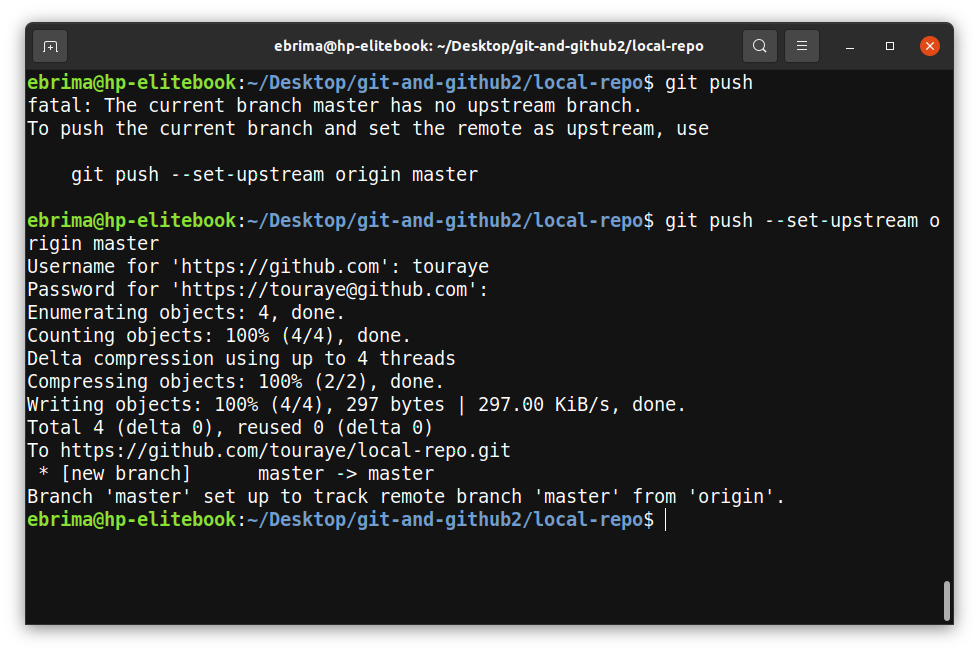 ebrima@hp-elitebook: ~/Desktop/git-and-github2/local-repo
ebrima@hp-elitebook:~/Desktop/git-and-github2/local-repo$ git push
fatal: The current branch master has no upstream branch.
To push the current branch and set the remote as upstream, use
    git push --set-upstream origin master
ebrima@hp-elitebook:~/Desktop/git-and-github2/local-repo$ git push --set-upstream o
rigin master
Username for 'https://github.com': touraye
Password for 'https://touraye@github.com':
Enumerating objects: 4, done.
Counting objects: 100% (4/4), done.
Delta compression using up to 4 threads
Compressing objects: 100% (2/2), done.
Writing objects: 100% (4/4), 297 bytes | 297.00 KiB/s, done.
Total 4 (delta 0), reused 0 (delta 0)
To https://github.com/touraye/local-repo.git
 * [new branch]      master -> master
Branch 'master' set up to track remote branch 'master' from 'origin'.
ebrima@hp-elitebook:~/Desktop/git-and-github2/local-repo$